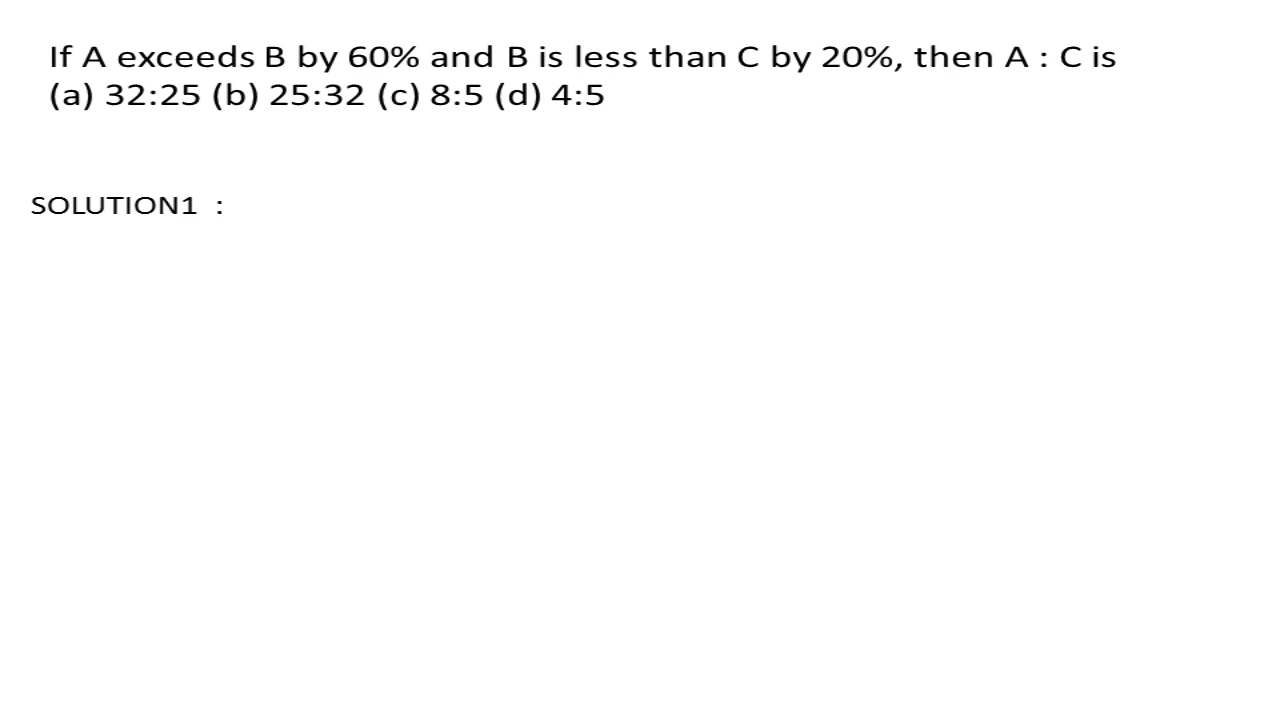 If A exceeds B by 60% and B is less than C by 20%, then A : C is
(a) 32:25 (b) 25:32 (c) 8:5 (d) 4:5
SOLUTION1 :